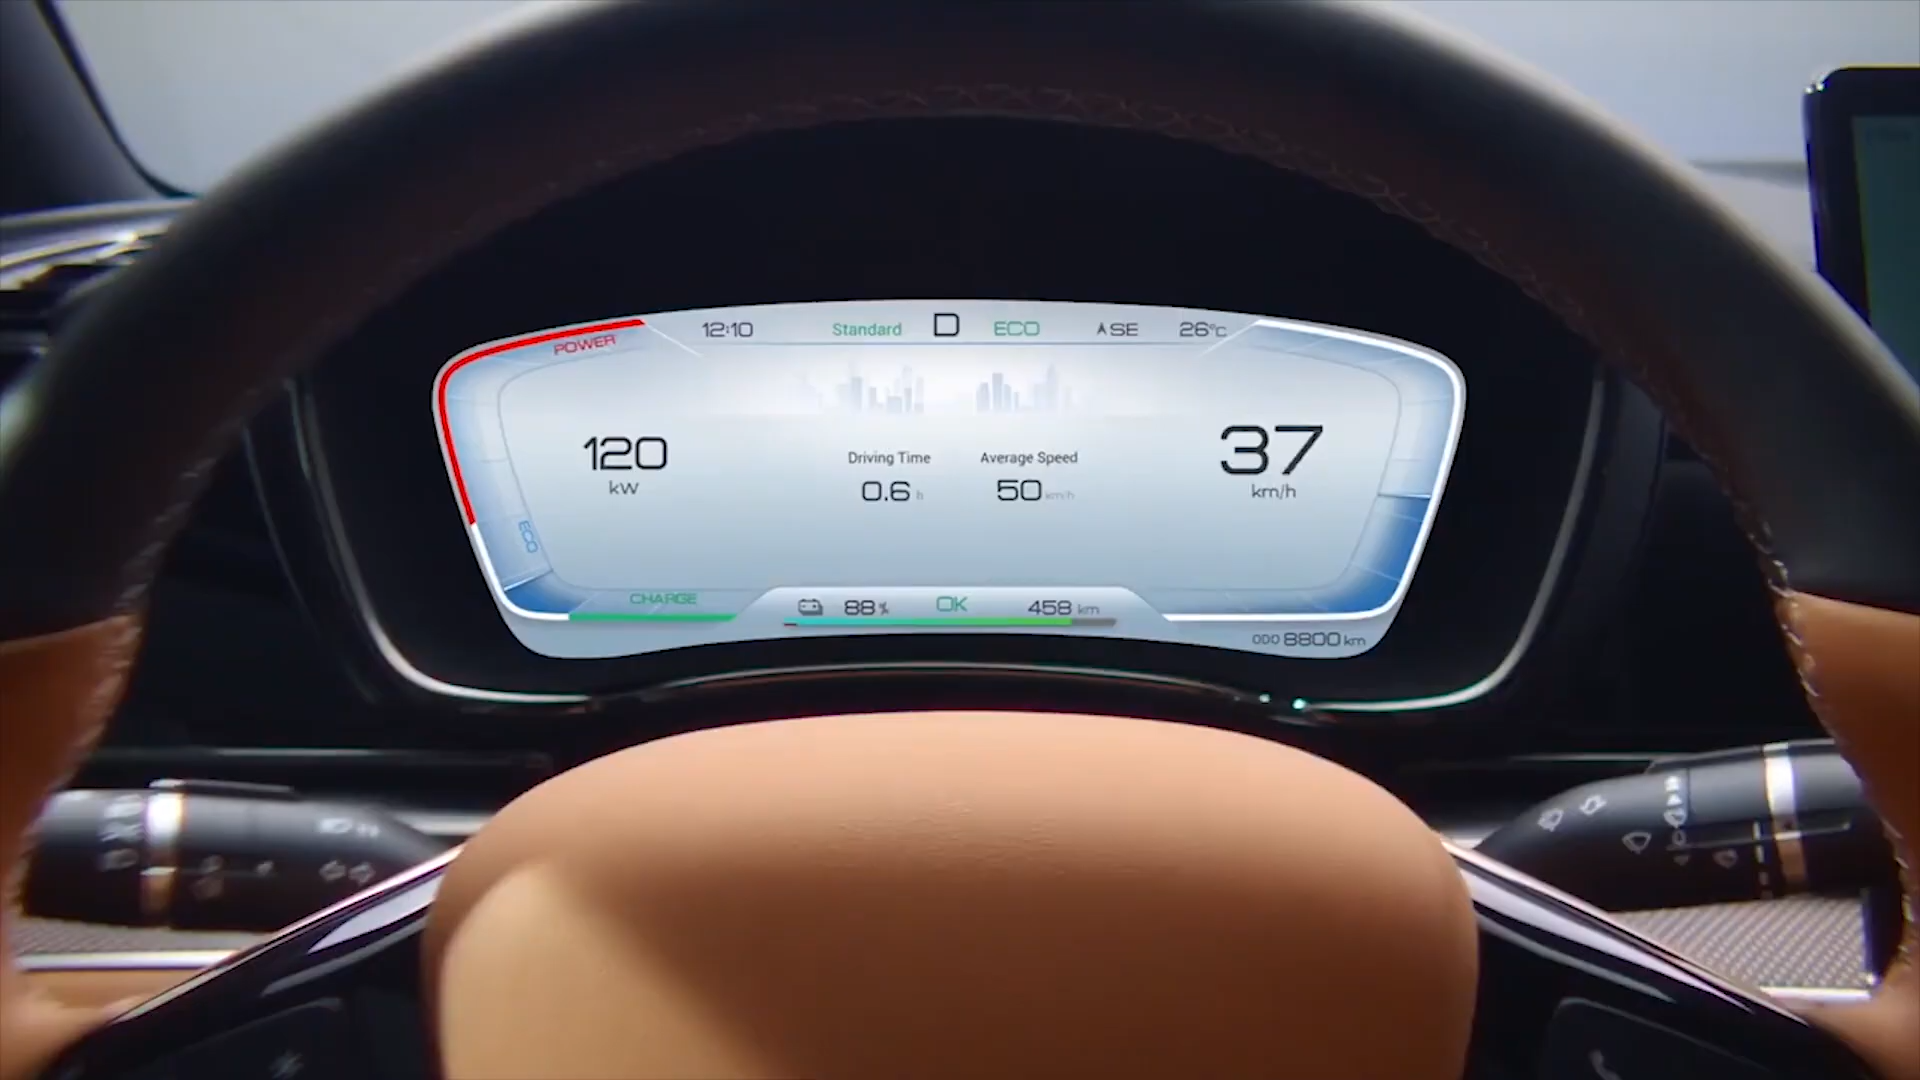 12:10 Standard D ECO SE 26°C
POWER
120
kW
Driving Time Average Speed
0.6 h 50 km/h
37
km/h
ECO
CHARGE
88% OK 458 km
ODO 8800 km